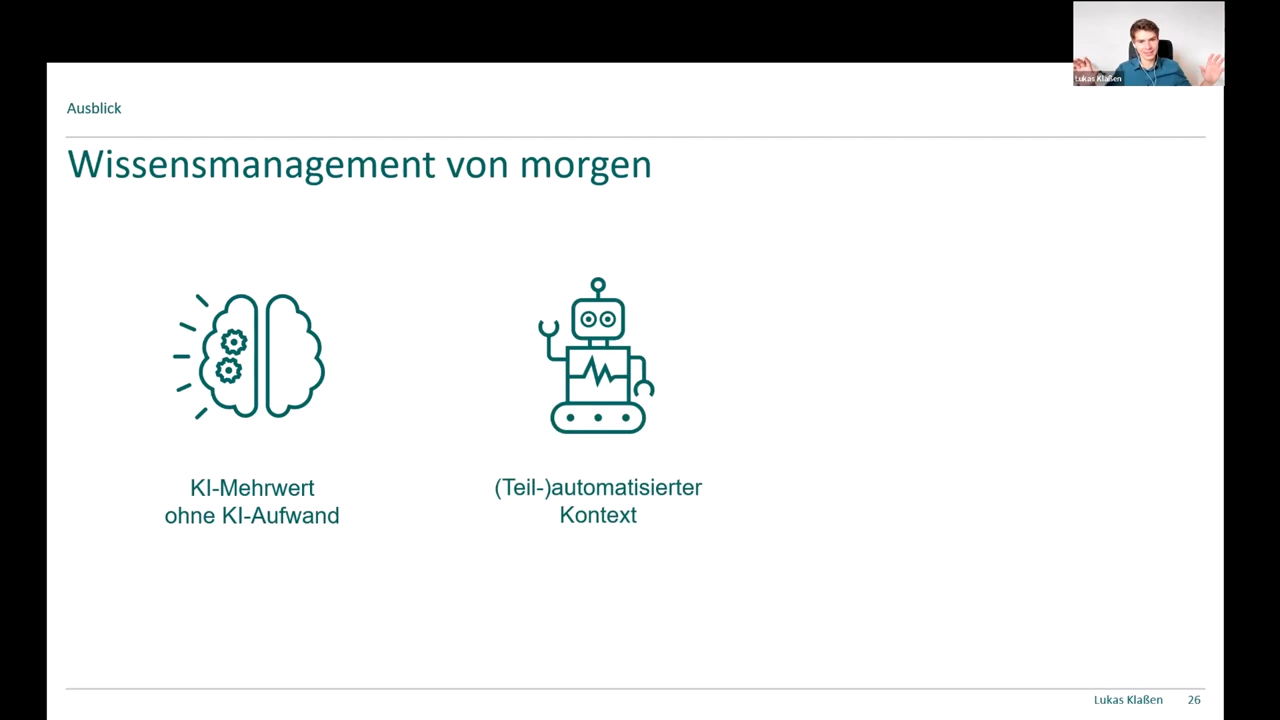 Lukas Klaßen
Ausblick
Wissensmanagement von morgen
KI-Mehrwert
ohne KI-Aufwand
(Teil-)automatisierter
Kontext
Lukas Klaßen 26